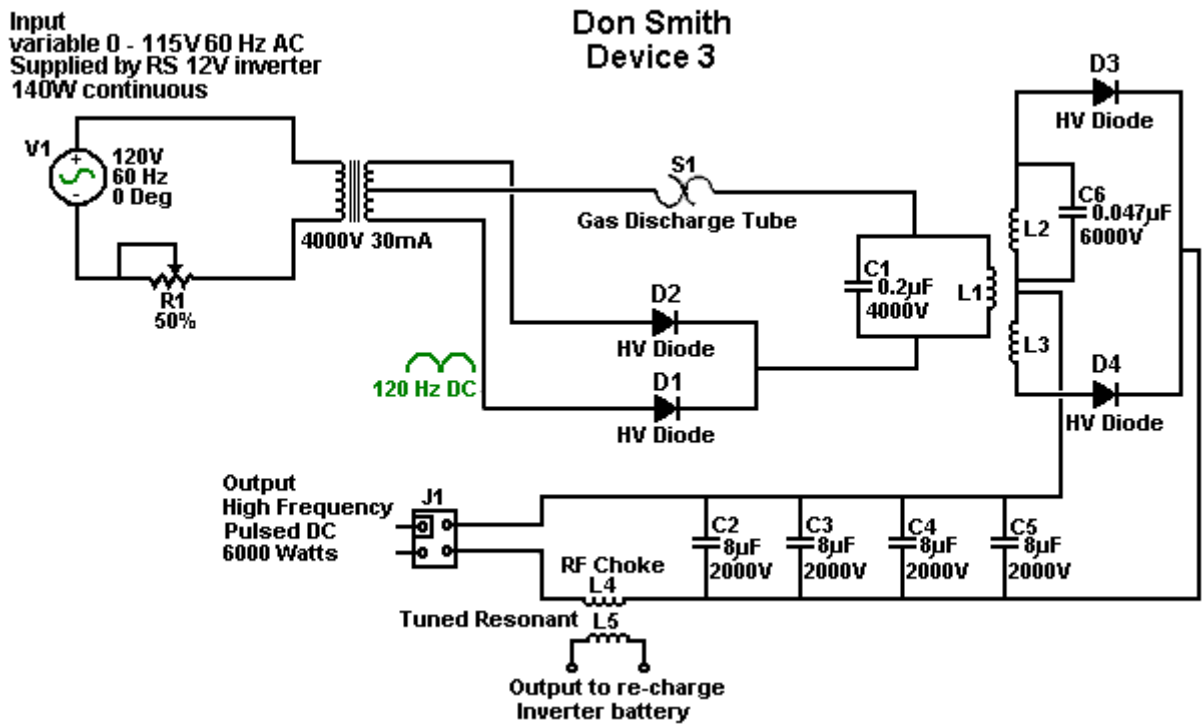 Input
variable 0 - 115V 60 Hz AC
Supplied by RS 12V inverter
140W continuous
Don Smith
Device 3
V1
+
-
120V
60 Hz
0 Deg
R1
50%
4000V 30mA
S1
Gas Discharge Tube
D2
HV Diode
D1
HV Diode
120 Hz DC
C1
0.2µF
4000V
L1
L2
L3
C6
0.047µF
6000V
D3
HV Diode
D4
HV Diode
Output
High Frequency
Pulsed DC
6000 Watts
J1
RF Choke
L4
Tuned Resonant
L5
Output to re-charge
Inverter battery
C2
8µF
2000V
C3
8µF
2000V
C4
8µF
2000V
C5
8µF
2000V